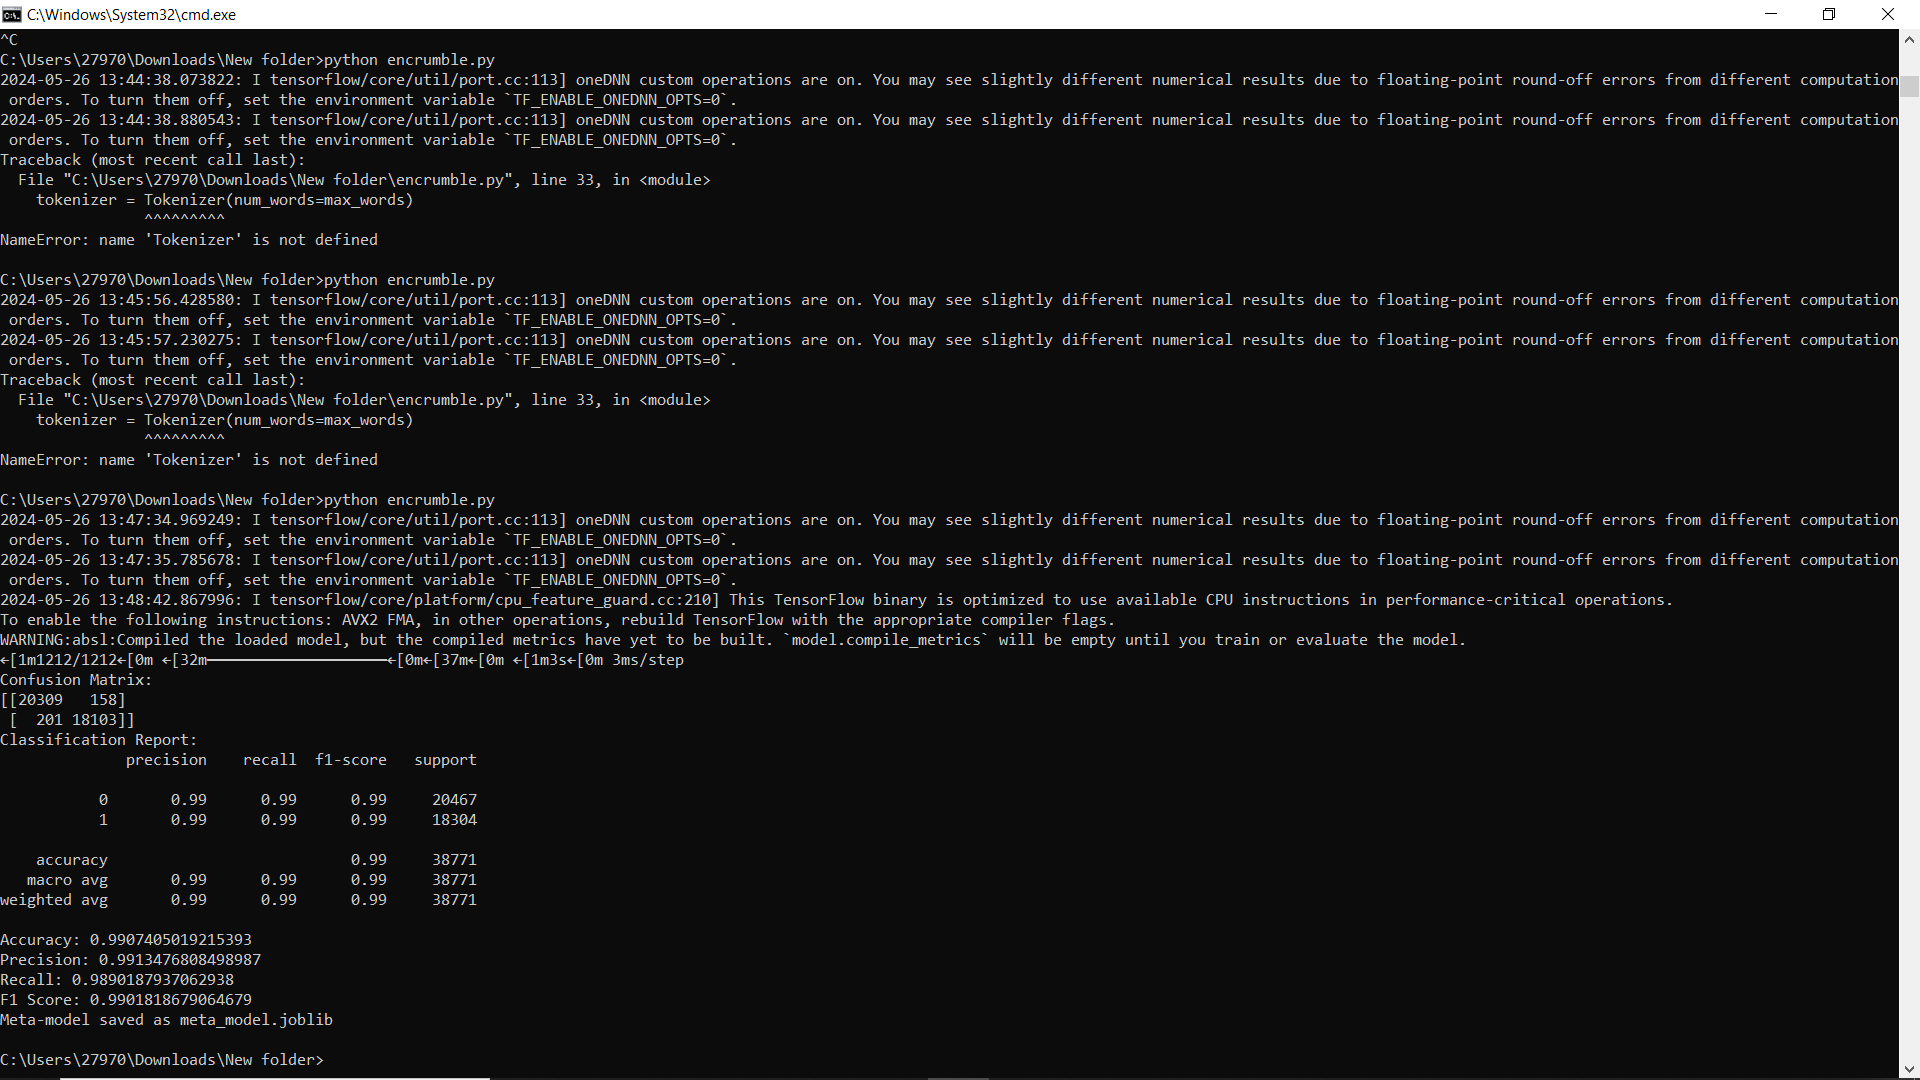 C:\Windows\System32\cmd.exe
^C
C:\Users\27970\Downloads\New folder>python encrumble.py
2024-05-26 13:44:38.073822: I tensorflow/core/util/port.cc:113] oneDNN custom operations are on. You may see slightly different numerical results due to floating-point round-off errors from different computation
orders. To turn them off, set the environment variable `TF_ENABLE_ONEDNN_OPTS=0`.
2024-05-26 13:44:38.880543: I tensorflow/core/util/port.cc:113] oneDNN custom operations are on. You may see slightly different numerical results due to floating-point round-off errors from different computation
orders. To turn them off, set the environment variable `TF_ENABLE_ONEDNN_OPTS=0`.
Traceback (most recent call last):
  File "C:\Users\27970\Downloads\New folder\encrumble.py", line 33, in <module>
    tokenizer = Tokenizer(num_words=max_words)
                ^^^^^^^^^
NameError: name 'Tokenizer' is not defined
C:\Users\27970\Downloads\New folder>python encrumble.py
2024-05-26 13:45:56.428580: I tensorflow/core/util/port.cc:113] oneDNN custom operations are on. You may see slightly different numerical results due to floating-point round-off errors from different computation
orders. To turn them off, set the environment variable `TF_ENABLE_ONEDNN_OPTS=0`.
2024-05-26 13:45:57.230275: I tensorflow/core/util/port.cc:113] oneDNN custom operations are on. You may see slightly different numerical results due to floating-point round-off errors from different computation
orders. To turn them off, set the environment variable `TF_ENABLE_ONEDNN_OPTS=0`.
Traceback (most recent call last):
  File "C:\Users\27970\Downloads\New folder\encrumble.py", line 33, in <module>
    tokenizer = Tokenizer(num_words=max_words)
                ^^^^^^^^^
NameError: name 'Tokenizer' is not defined
C:\Users\27970\Downloads\New folder>python encrumble.py
2024-05-26 13:47:34.969249: I tensorflow/core/util/port.cc:113] oneDNN custom operations are on. You may see slightly different numerical results due to floating-point round-off errors from different computation
orders. To turn them off, set the environment variable `TF_ENABLE_ONEDNN_OPTS=0`.
2024-05-26 13:47:35.785678: I tensorflow/core/util/port.cc:113] oneDNN custom operations are on. You may see slightly different numerical results due to floating-point round-off errors from different computation
orders. To turn them off, set the environment variable `TF_ENABLE_ONEDNN_OPTS=0`.
2024-05-26 13:48:42.867996: I tensorflow/core/platform/cpu_feature_guard.cc:210] This TensorFlow binary is optimized to use available CPU instructions in performance-critical operations.
To enable the following instructions: AVX2 FMA, in other operations, rebuild TensorFlow with the appropriate compiler flags.
WARNING:absl:Compiled the loaded model, but the compiled metrics have yet to be built. `model.compile_metrics` will be empty until you train or evaluate the model.
←[1m1212/1212←[0m ←[32m━━━━━━━━━━━━━━━━━━━━←[0m←[37m←[0m ←[1m3s←[0m 3ms/step
Confusion Matrix:
[[20309   158]
 [  201 18103]]
Classification Report:
              precision    recall  f1-score   support
           0       0.99      0.99      0.99     20467
           1       0.99      0.99      0.99     18304
    accuracy                           0.99     38771
   macro avg       0.99      0.99      0.99     38771
weighted avg       0.99      0.99      0.99     38771
Accuracy: 0.9907405019215393
Precision: 0.9913476808498987
Recall: 0.9890187937062938
F1 Score: 0.9901818679064679
Meta-model saved as meta_model.joblib
C:\Users\27970\Downloads\New folder>